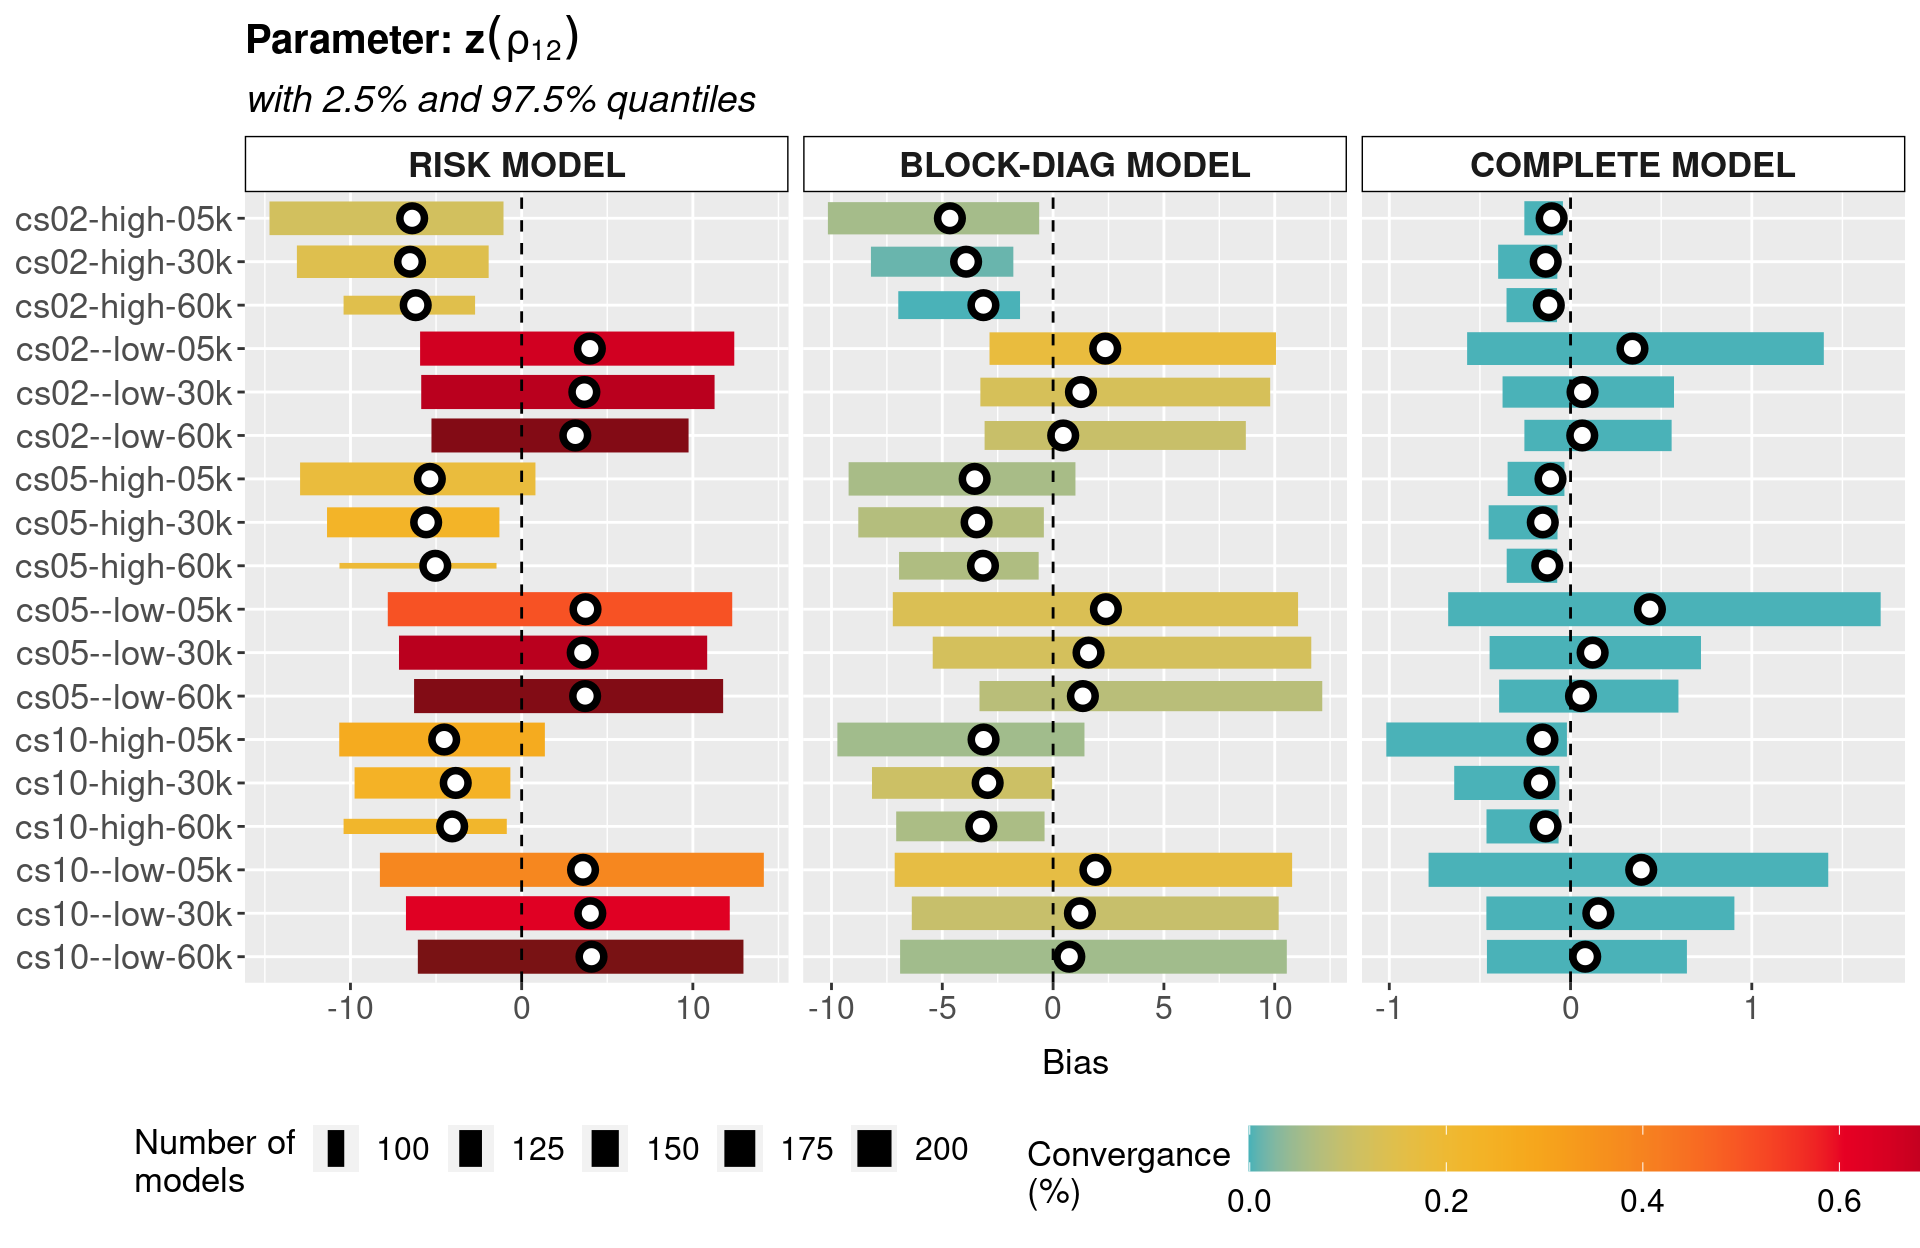 Parameter: z(ρ₁₂)
with 2.5% and 97.5% quantiles
RISK MODEL
BLOCK-DIAG MODEL
COMPLETE MODEL
cs02-high-05k
cs02-high-30k
cs02-high-60k
cs02--low-05k
cs02--low-30k
cs02--low-60k
cs05-high-05k
cs05-high-30k
cs05-high-60k
cs05--low-05k
cs05--low-30k
cs05--low-60k
cs10-high-05k
cs10-high-30k
cs10-high-60k
cs10--low-05k
cs10--low-30k
cs10--low-60k
-10 0 10
-10 -5 0 5 10
-1 0 1
Bias
Number of
models
100 125 150 175 200
Convergance
(%)
0.0 0.2 0.4 0.6